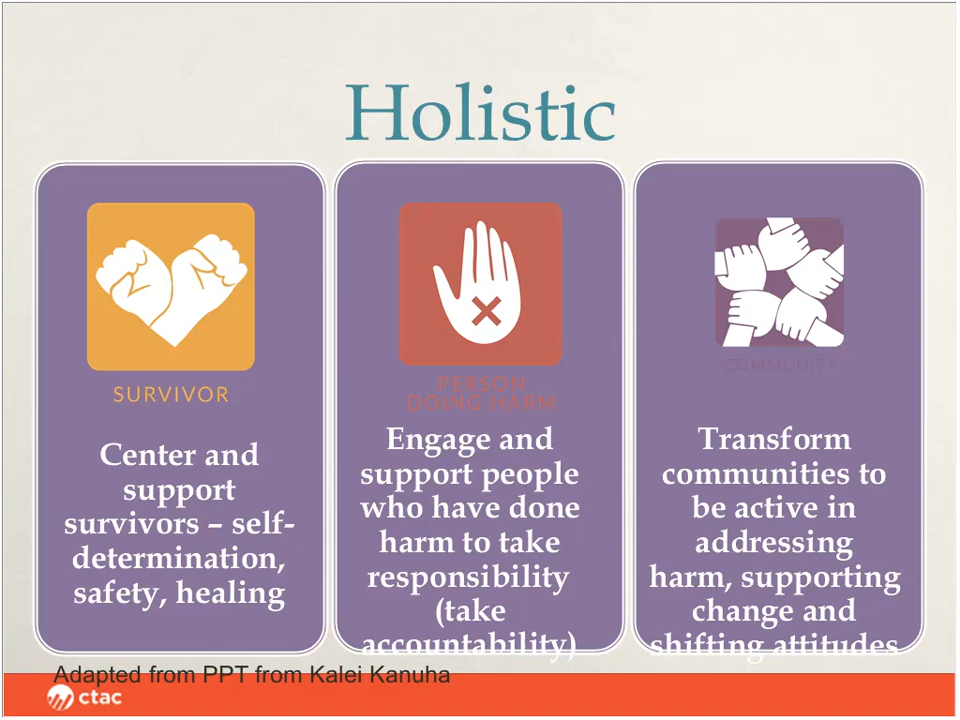 Holistic
SURVIVOR
Center and
support
survivors – self-
determination,
safety, healing
PERSON
DOING HARM
Engage and
support people
who have done
harm to take
responsibility
(take
accountability)
COMMUNITY
Transform
communities to
be active in
addressing
harm, supporting
change and
shifting attitudes
Adapted from PPT from Kalei Kanuha
ctac